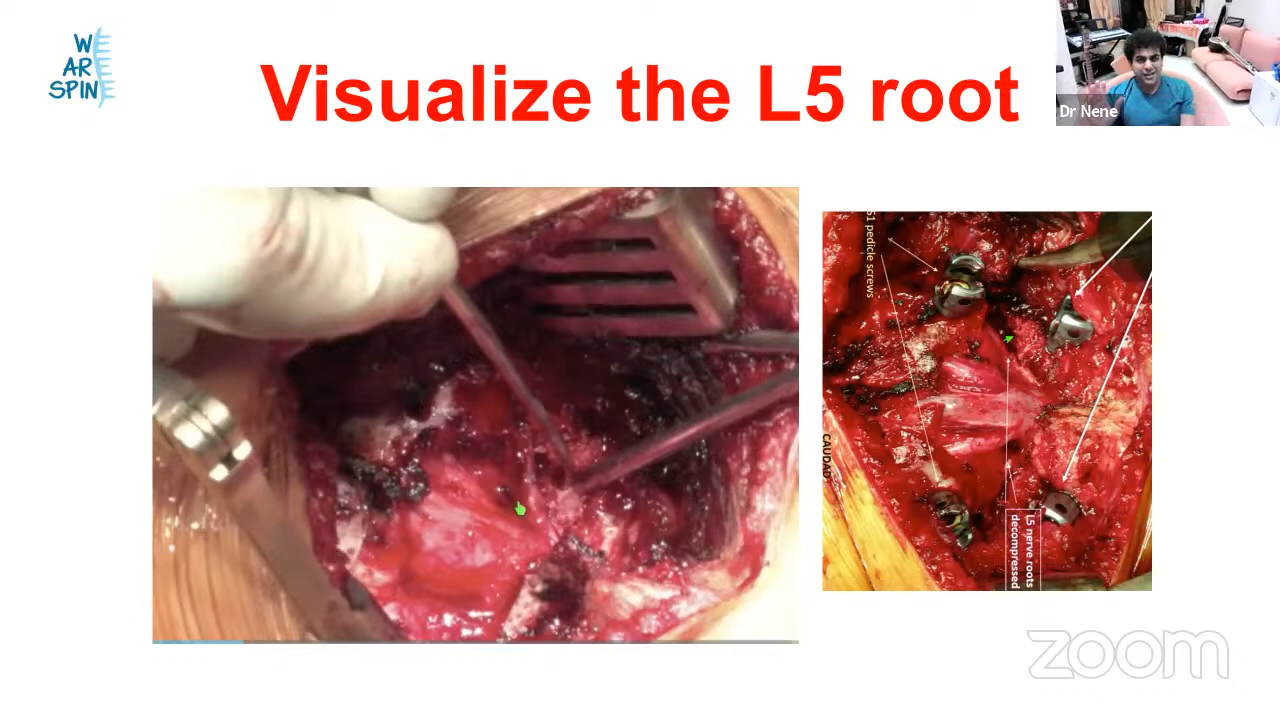 WE
ARE
SPINE
Visualize the L5 root
Dr Nene
S1 pedicle screws
CAUDAD
L5 nerve roots
decompressed
zoom